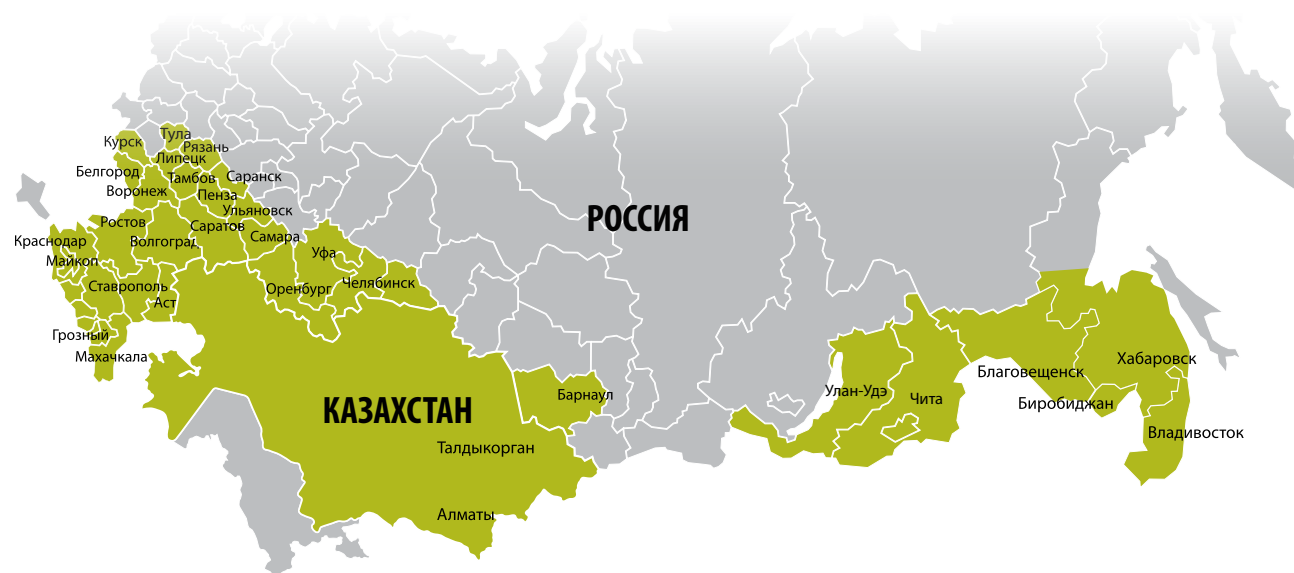 Тула
Курск
Рязань
Липецк
Белгород
Тамбов
Саранск
Воронеж
Пенза
Ульяновск
РОССИЯ
Ростов
Саратов
Краснодар
Волгоград
Самара
Уфа
Майкоп
Ставрополь
Оренбург
Челябинск
Аст
Грозный
Махачкала
Хабаровск
Благовещенск
Улан-Удэ
Барнаул
Чита
Биробиджан
КАЗАХСТАН
Владивосток
Талдыкорган
Алматы